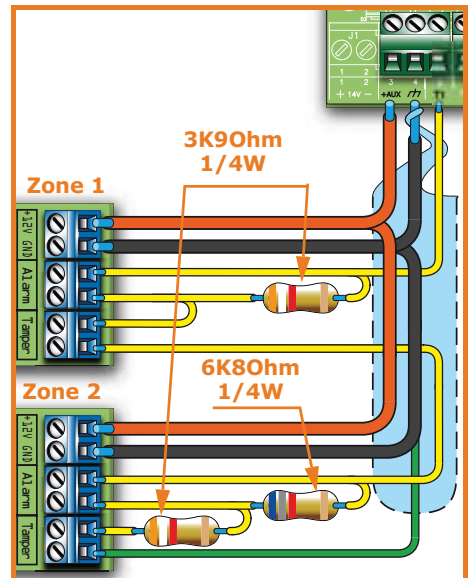 J1
1 2
1 2
+ 14V -
3 4
+AUX
T1
3K9Ohm
1/4W
Zone 1
+12V GND
Alarm
Tamper
6K8Ohm
1/4W
Zone 2
+12V GND
Alarm
Tamper